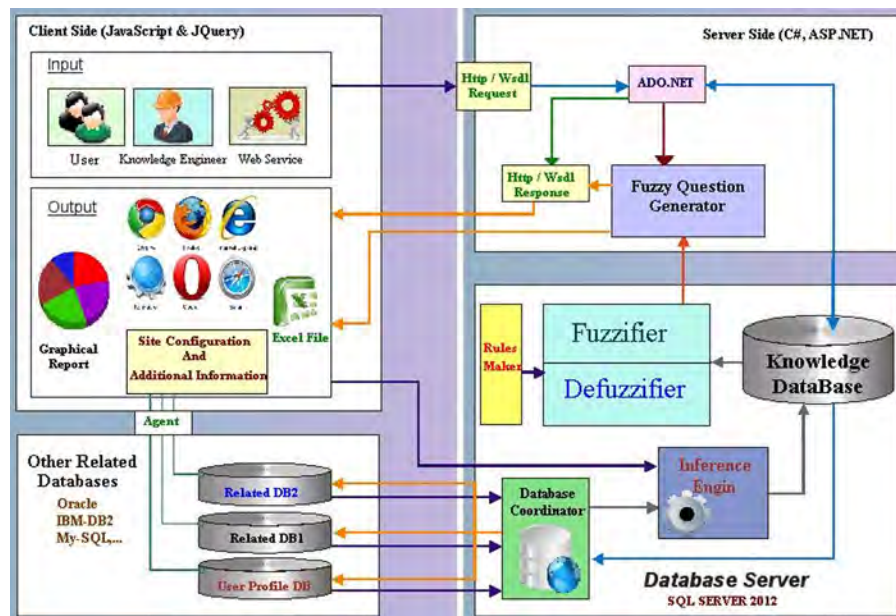 Client Side (JavaScript & JQuery)
Input
User
Knowledge Engineer
Web Service
Output
Graphical
Report
Excel File
Site Configuration
And
Additional Information
Agent
Other Related
Databases
Oracle
IBM-DB2
My-SQL,...
Related DB2
Related DB1
User Profile DB
Server Side (C#, ASP.NET)
Http / Wsdl
Request
ADO.NET
Http / Wsdl
Response
Fuzzy Question
Generator
Rules
Maker
Fuzzifier
Defuzzifier
Knowledge
DataBase
Inference
Engin
Database
Coordinator
Database Server
SQL SERVER 2012